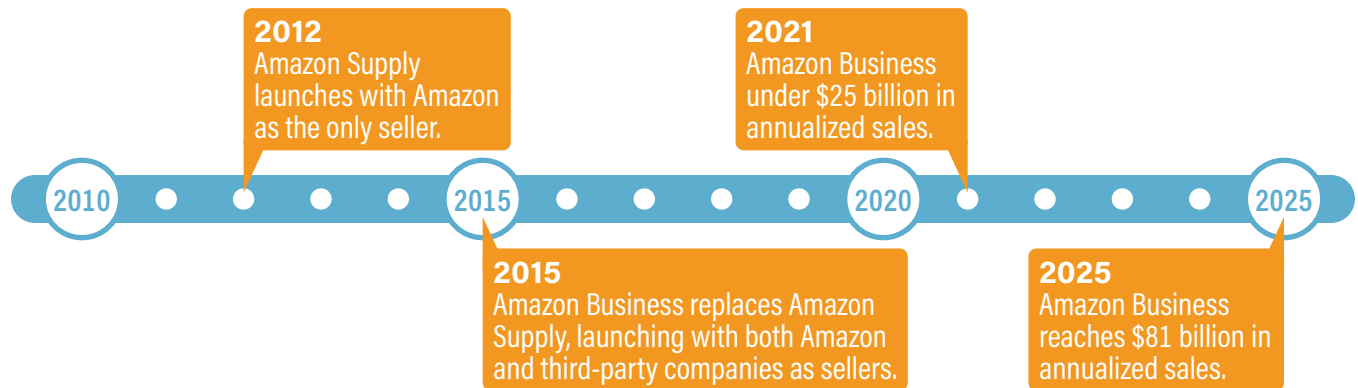 2012
Amazon Supply
launches with Amazon
as the only seller.
2021
Amazon Business
under $25 billion in
annualized sales.
2010
2015
2020
2025
2015
Amazon Business replaces Amazon
Supply, launching with both Amazon
and third-party companies as sellers.
2025
Amazon Business
reaches $81 billion in
annualized sales.